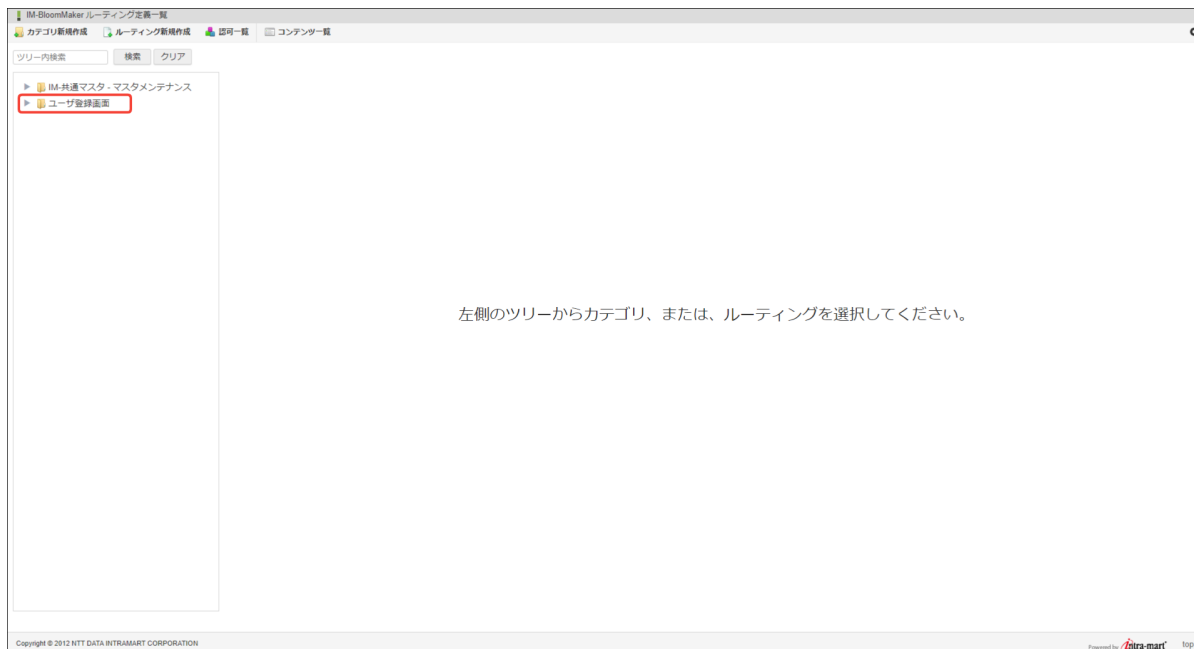 IM-BloomMaker ルーティング定義一覧
カテゴリ新規作成 ルーティング新規作成 認可一覧 コンテンツ一覧
ツリー内検索 検索 クリア
IM-共通マスタ - マスタメンテナンス
ユーザ登録画面
左側のツリーからカテゴリ、または、ルーティングを選択してください。
Copyright © 2012 NTT DATA INTRAMART CORPORATION
Powered by intra-mart top